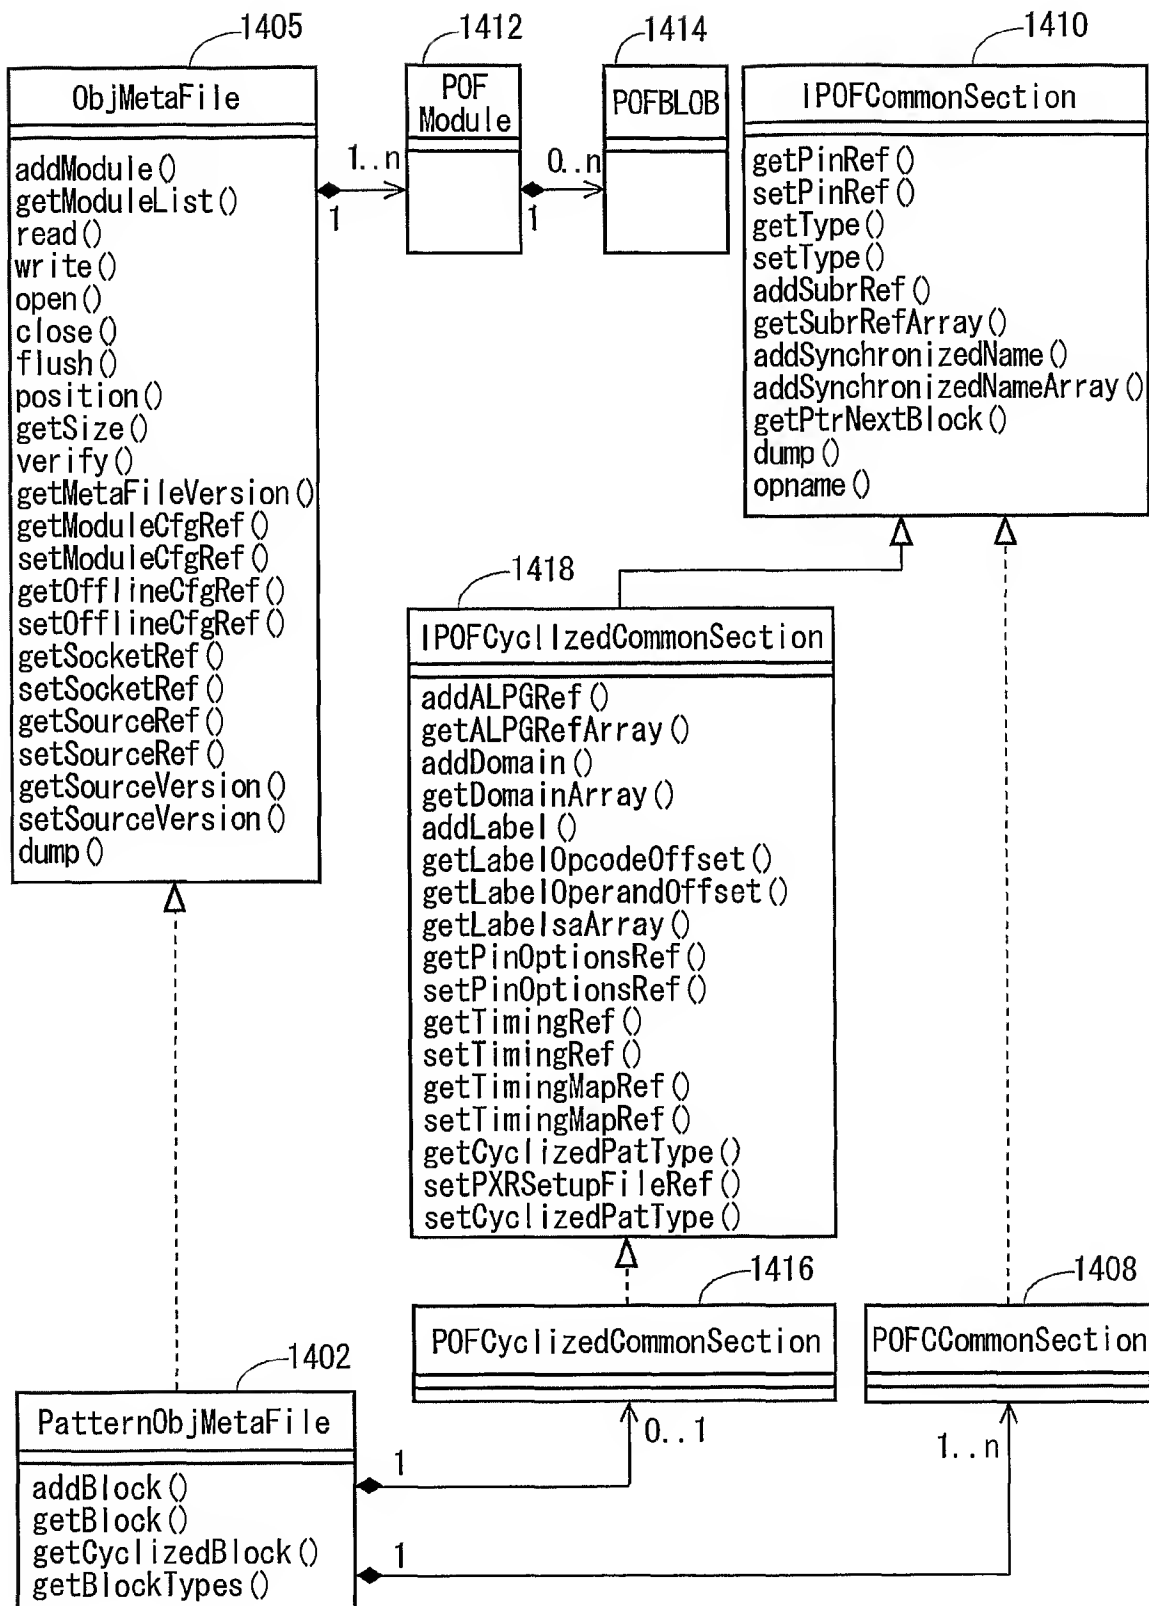 1405
ObjMetaFile
addModule()
getModuleList()
read()
write()
open()
close()
flush()
position()
getSize()
verify()
getMetaFileVersion()
getModuleCfgRef()
setModuleCfgRef()
getOfflineCfgRef()
setOfflineCfgRef()
getSocketRef()
setSocketRef()
getSourceRef()
setSourceRef()
getSourceVersion()
setSourceVersion()
dump()
1..n
1
1412
POF
Module
0..n
1
1414
POFBLOB
1410
IPOFCommonSection
getPinRef()
setPinRef()
getType()
setType()
addSubrRef()
getSubrRefArray()
addSynchronizedName()
addSynchronizedNameArray()
getPtrNextBlock()
dump()
opname()
1418
IPOFCyclIzedCommonSection
addALPGRef()
getALPGRefArray()
addDomain()
getDomainArray()
addLabel()
getLabelOpcodeOffset()
getLabelOperandOffset()
getLabelsaArray()
getPinOptionsRef()
setPinOptionsRef()
getTimingRef()
setTimingRef()
getTimingMapRef()
setTimingMapRef()
getCyclizedPatType()
setPXRSetupFileRef()
setCyclizedPatType()
1416
POFCyclizedCommonSection
1408
POFCCommonSection
1402
PatternObjMetaFile
addBlock()
getBlock()
getCyclizedBlock()
getBlockTypes()
1
0..1
1
1..n